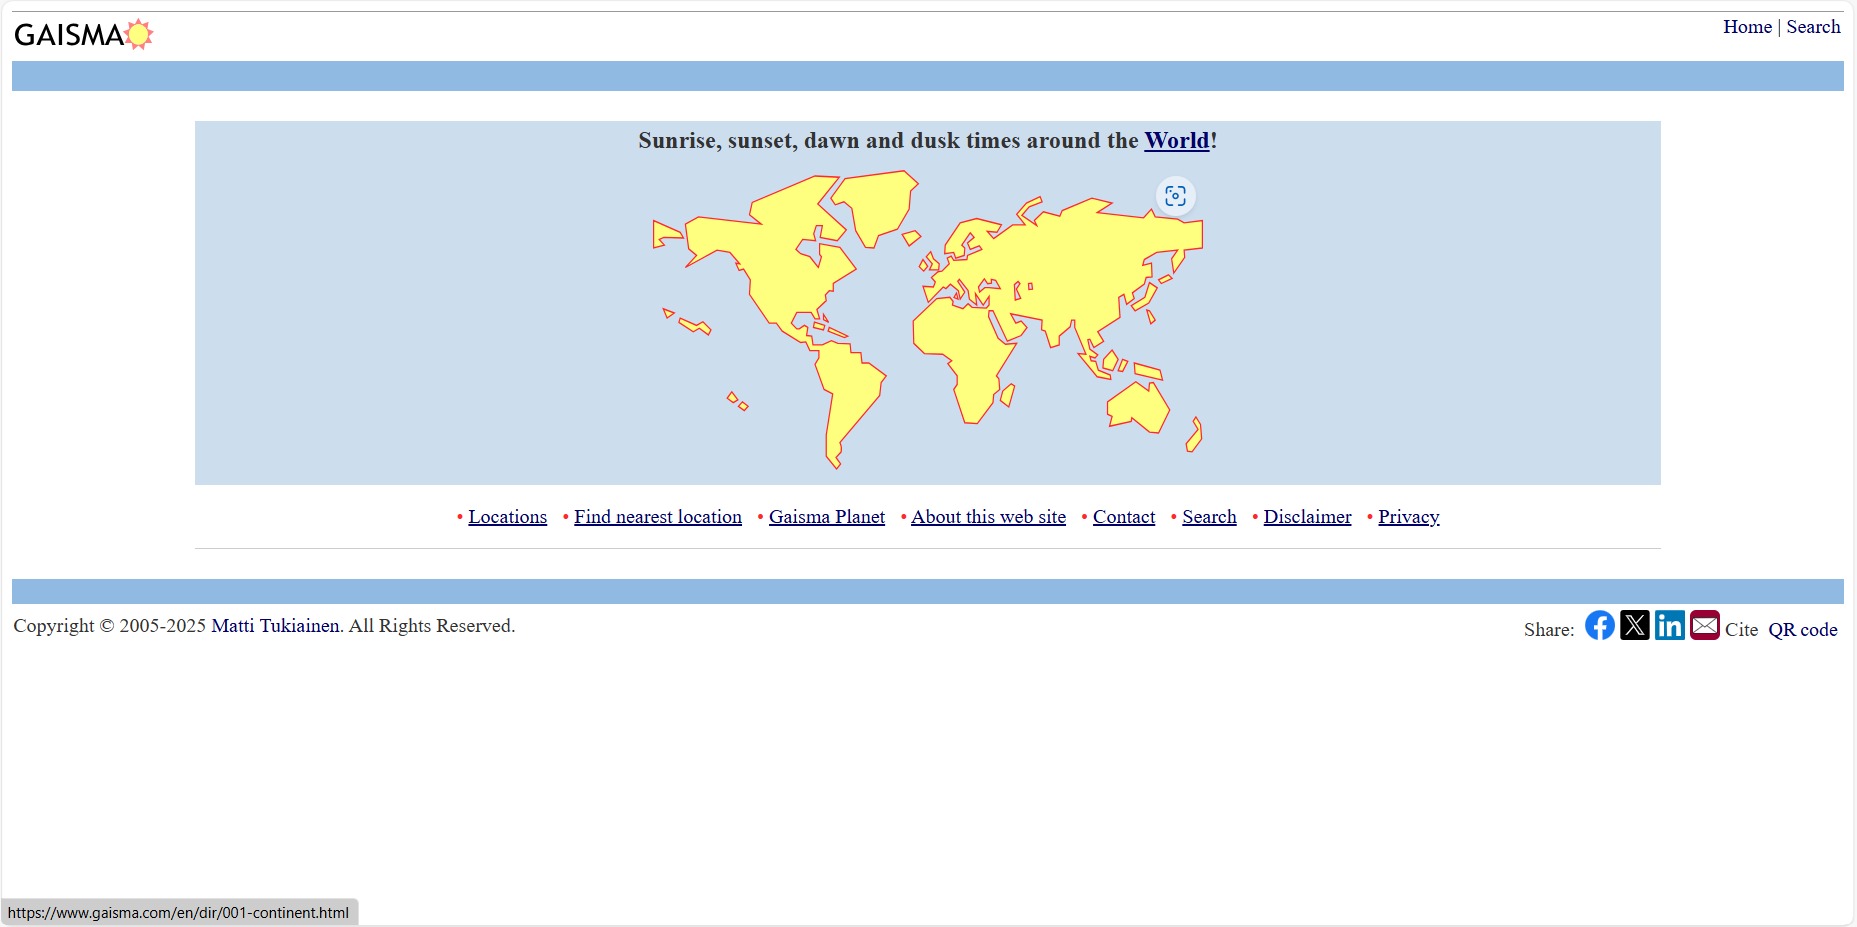 GAISMA
Home | Search
Sunrise, sunset, dawn and dusk times around the World!
• Locations • Find nearest location • Gaisma Planet • About this web site • Contact • Search • Disclaimer • Privacy
Copyright © 2005-2025 Matti Tukiainen. All Rights Reserved.
Share: Cite QR code
https://www.gaisma.com/en/dir/001-continent.html